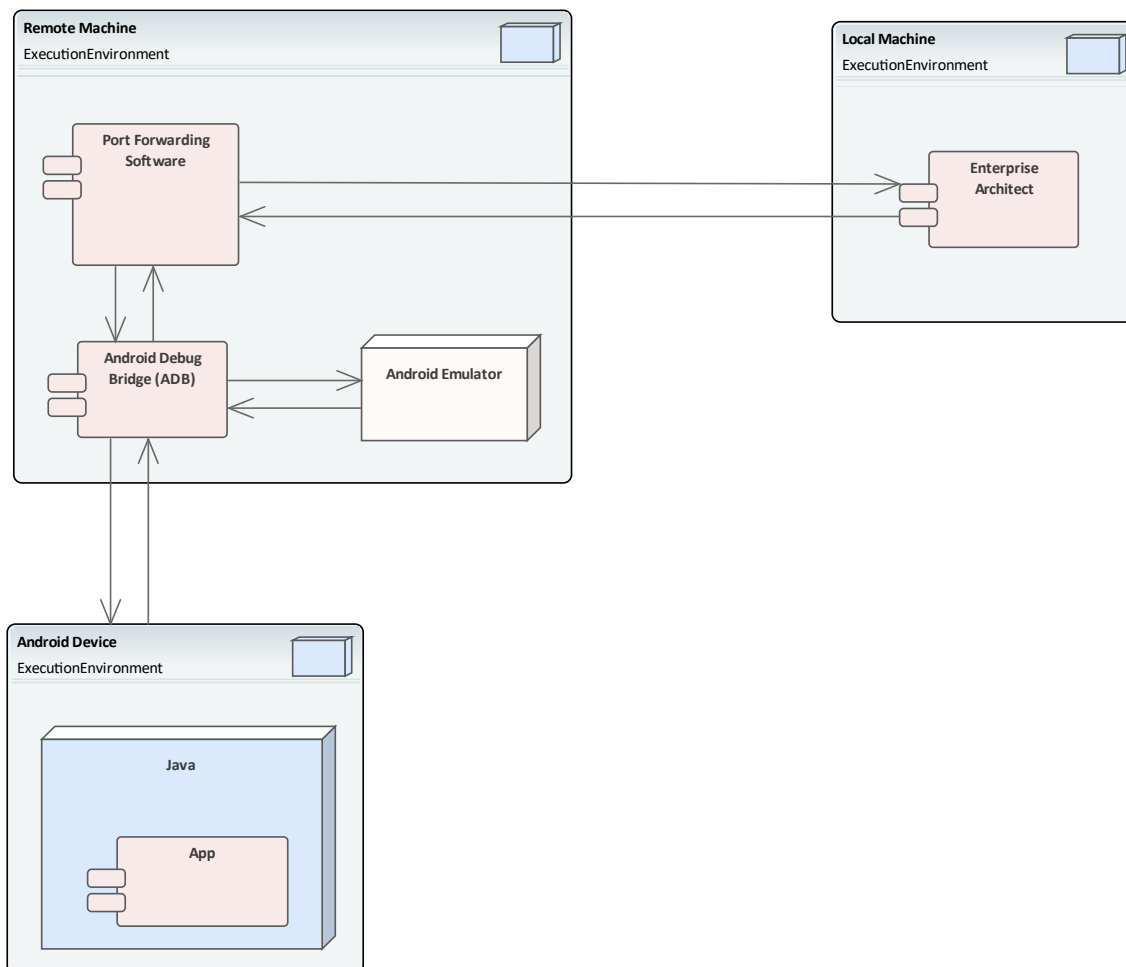 Remote Machine
ExecutionEnvironment
Port Forwarding
Software
Android Debug
Bridge (ADB)
Android Emulator
Local Machine
ExecutionEnvironment
Enterprise
Architect
Android Device
ExecutionEnvironment
Java
App